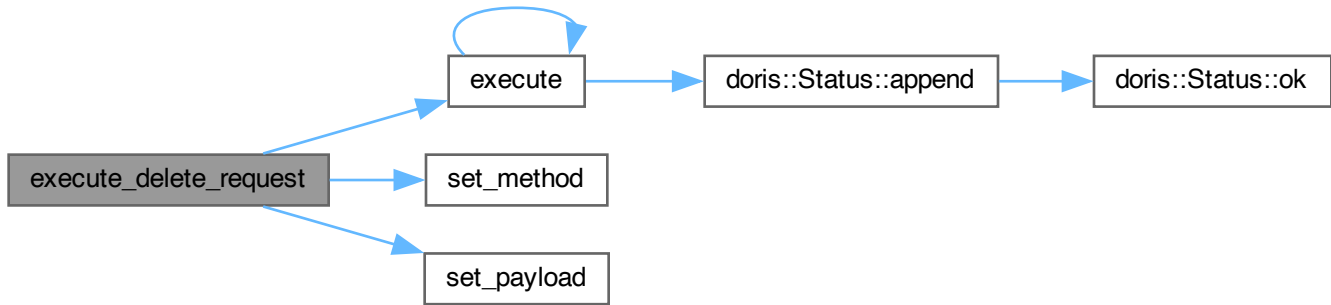 execute
doris::Status::append
doris::Status::ok
execute_delete_request
set_method
set_payload